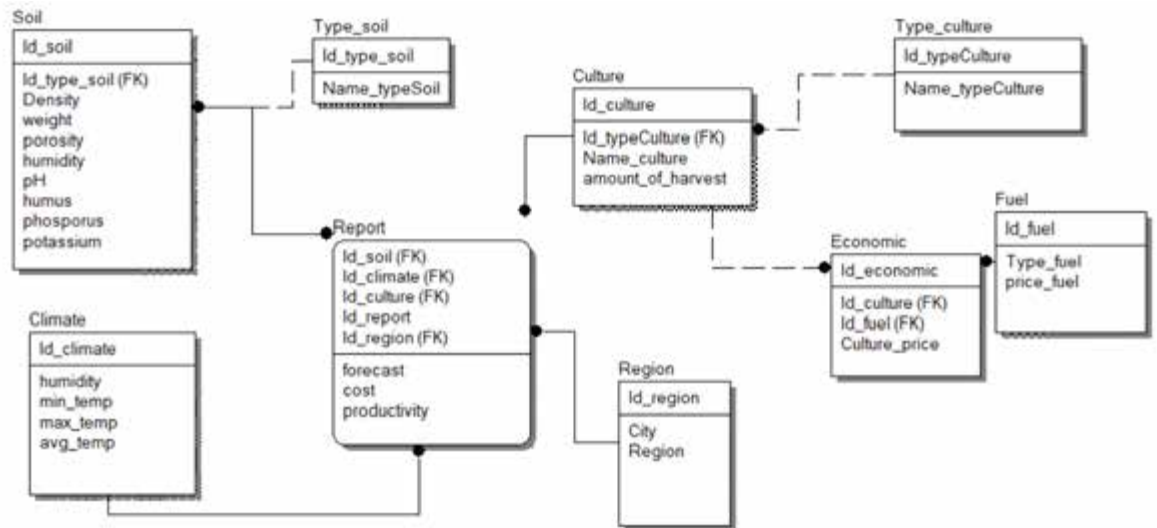 Soil
Id_soil
Id_type_soil (FK)
Density
weight
porosity
humidity
pH
humus
phosporus
potassium
Type_soil
Id_type_soil
Name_typeSoil
Culture
Id_culture
Id_typeCulture (FK)
Name_culture
amount_of_harvest
Type_culture
Id_typeCulture
Name_typeCulture
Report
Id_soil (FK)
Id_climate (FK)
Id_culture (FK)
Id_report
Id_region (FK)
forecast
cost
productivity
Economic
Id_economic
Id_culture (FK)
Id_fuel (FK)
Culture_price
Fuel
Id_fuel
Type_fuel
price_fuel
Climate
Id_climate
humidity
min_temp
max_temp
avg_temp
Region
Id_region
City
Region